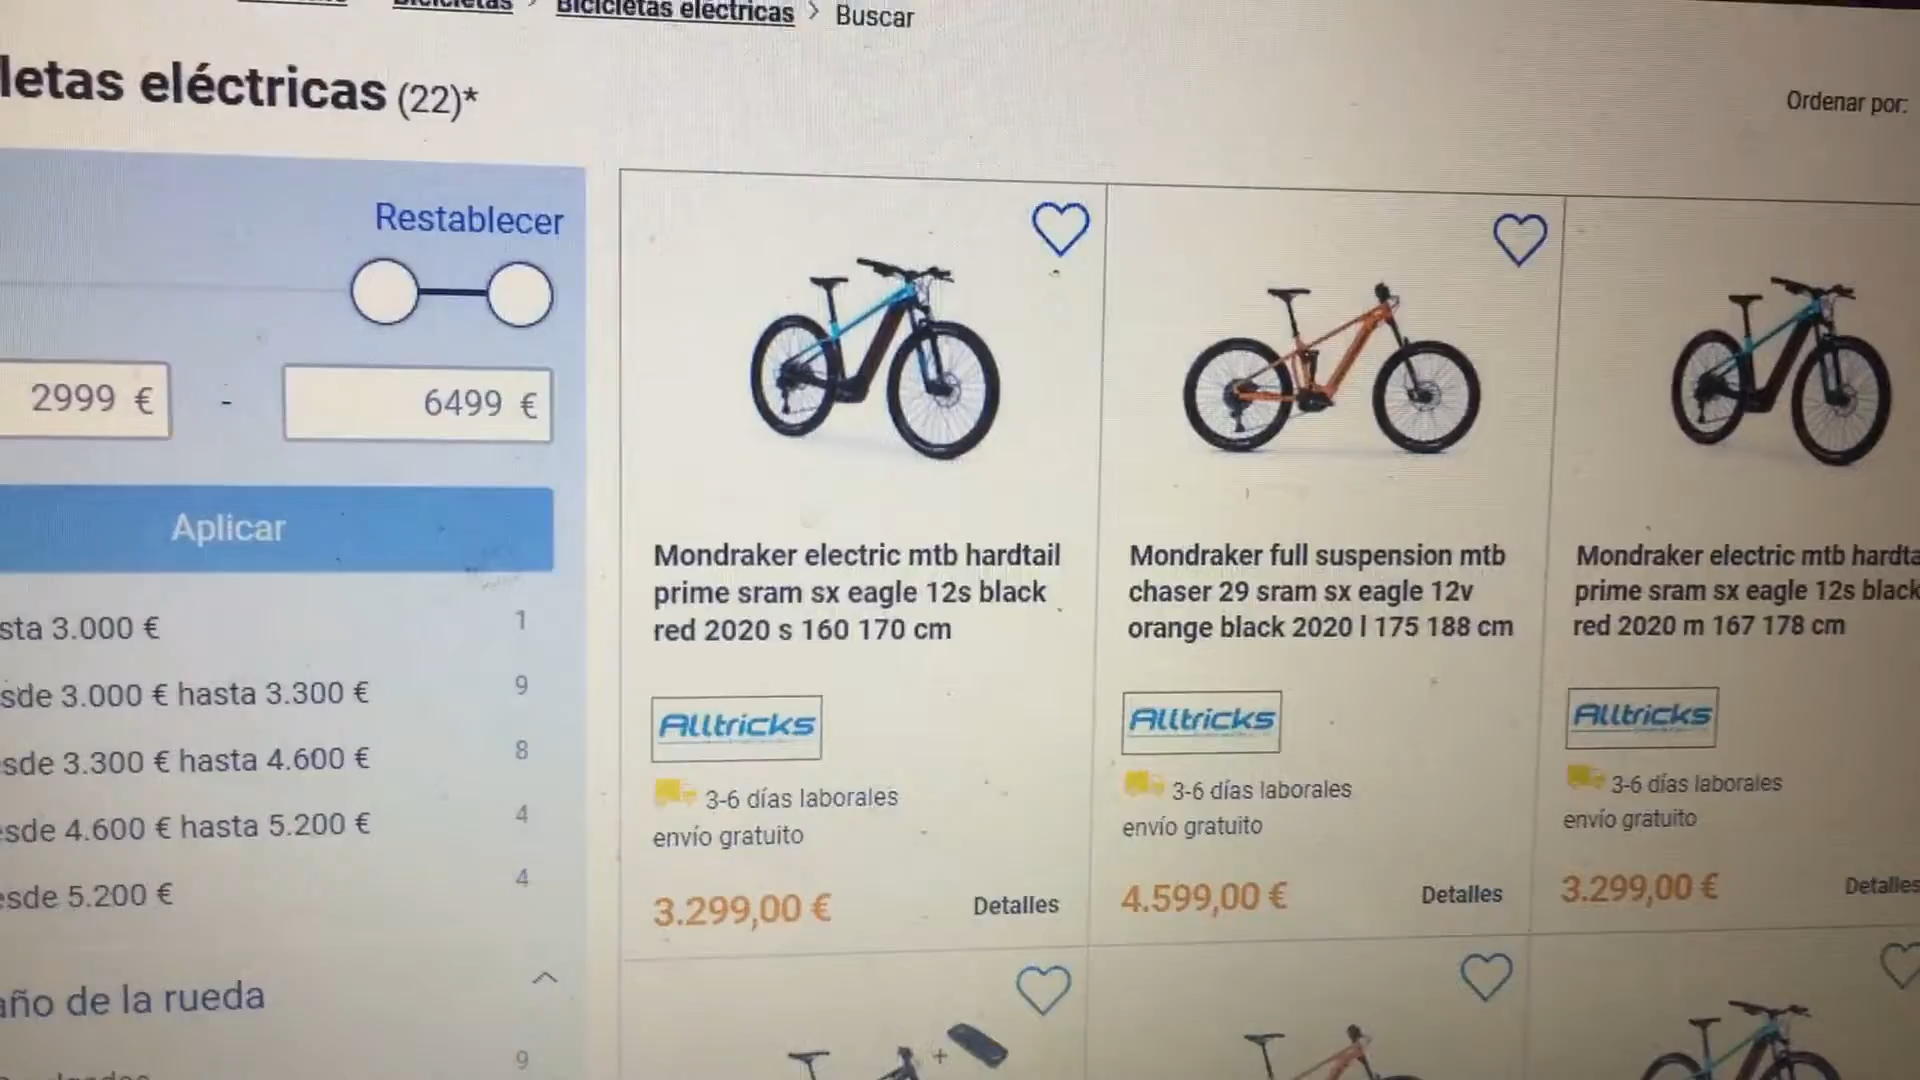 Bicicletas eléctricas > Buscar
letas eléctricas (22)*
Ordenar por:
Restablecer
2999 € - 6499 €
Aplicar
sta 3.000 € 1
sde 3.000 € hasta 3.300 € 9
sde 3.300 € hasta 4.600 € 8
esde 4.600 € hasta 5.200 € 4
esde 5.200 € 4
año de la rueda
9
Mondraker electric mtb hardtail
prime sram sx eagle 12s black
red 2020 s 160 170 cm
Alltricks
3-6 días laborales
envío gratuito
3.299,00 € Detalles
Mondraker full suspension mtb
chaser 29 sram sx eagle 12v
orange black 2020 l 175 188 cm
Alltricks
3-6 días laborales
envío gratuito
4.599,00 € Detalles
Mondraker electric mtb hardta
prime sram sx eagle 12s black
red 2020 m 167 178 cm
Alltricks
3-6 días laborales
envío gratuito
3.299,00 € Detalles
+